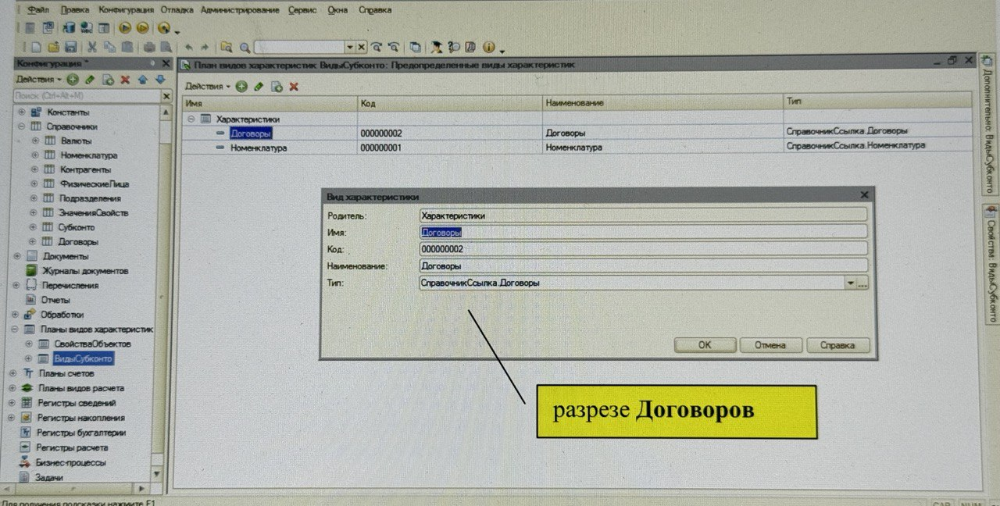 Файл Правка Конфигурация Отладка Администрирование Сервис Окна Справка
Конфигурация *
Действия
Поиск (Ctrl+Alt+M)
Константы
Справочники
Валюты
Номенклатура
Контрагенты
ФизическиеЛица
Подразделения
ЗначенияСвойств
Субконто
Договоры
Документы
Журналы документов
Перечисления
Отчеты
Обработки
Планы видов характеристик
СвойстваОбъектов
ВидыСубконто
Планы счетов
Планы видов расчета
Регистры сведений
Регистры накопления
Регистры бухгалтерии
Регистры расчета
Бизнес-процессы
Задачи
План видов характеристик ВидыСубконто: Предопределенные виды характеристик
Действия
Имя Код Наименование Тип
Характеристики
Договоры 000000002 Договоры СправочникСсылка.Договоры
Номенклатура 000000001 Номенклатура СправочникСсылка.Номенклатура
Вид характеристики
Родитель: Характеристики
Имя: Договоры
Код: 000000002
Наименование: Договоры
Тип: СправочникСсылка.Договоры
OK Отмена Справка
разрезе Договоров
Дополнительно: ВидыСубконто
Свойства: ВидыСубконто
Для получения подсказки нажмите F1
CAP NUM